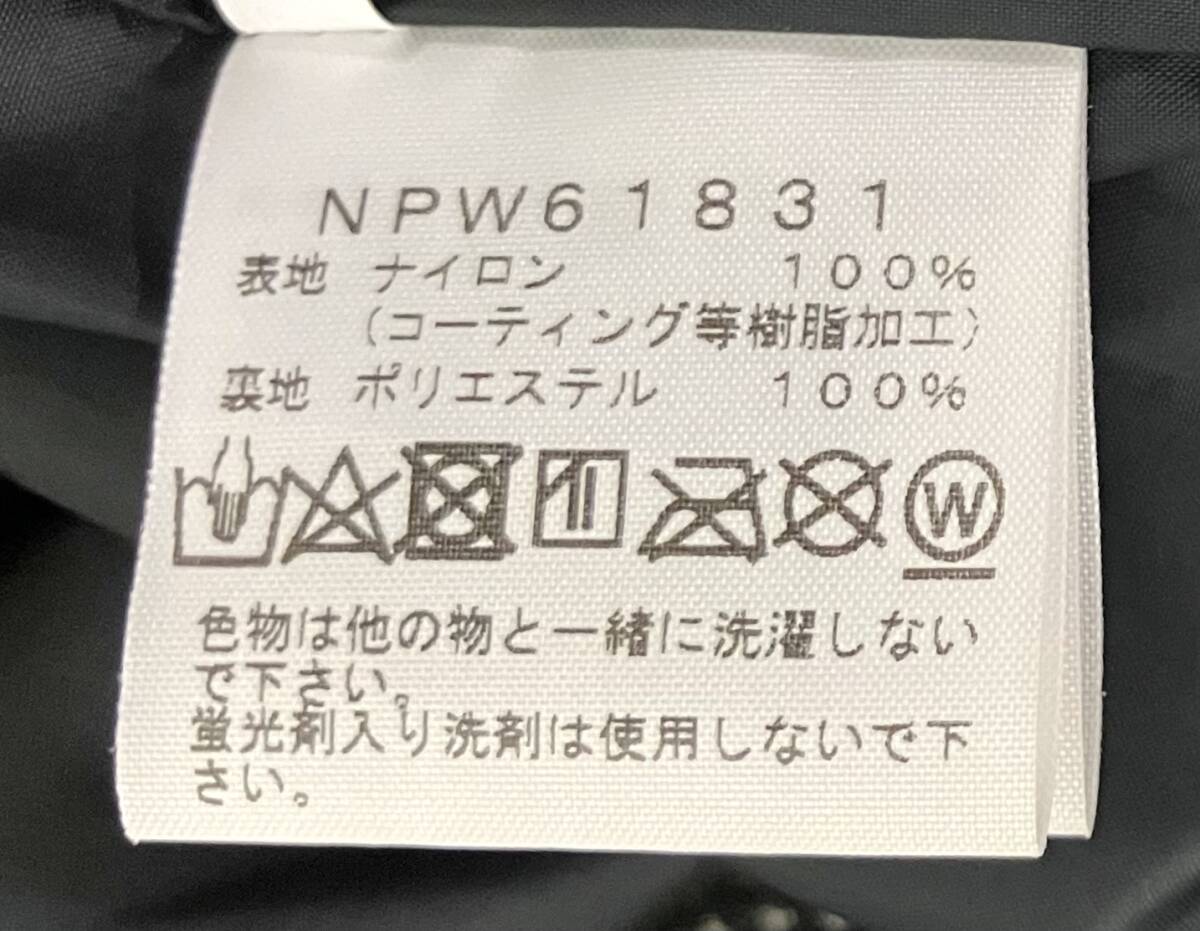 NPW61831
表地 ナイロン 100%
(コーティング等樹脂加工)
裏地 ポリエステル 100%
W
色物は他の物と一緒に洗濯しない
で下さい。
蛍光剤入り洗剤は使用しないで下
さい。